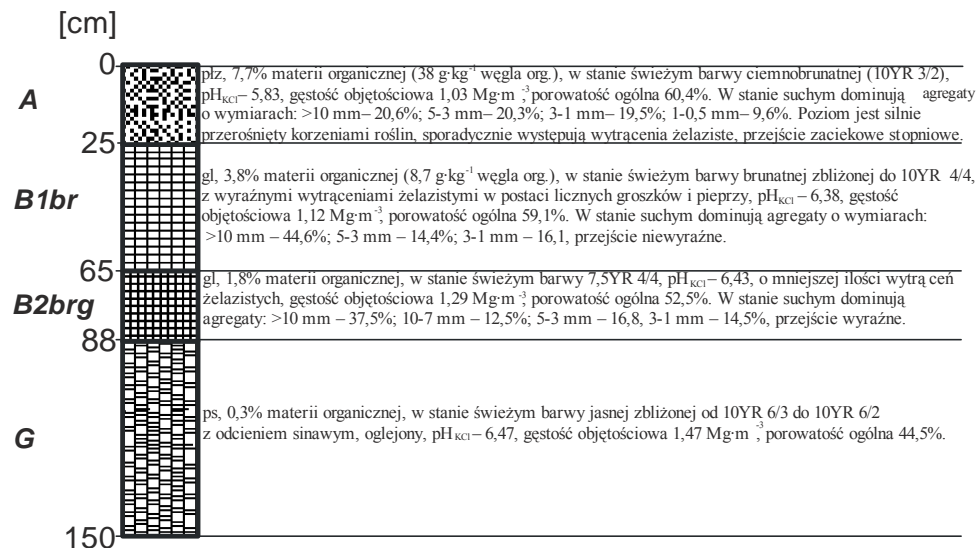 [cm]
0
A
płz, 7,7% materii organicznej (38 g·kg⁻¹ węgla org.), w stanie świeżym barwy ciemnobrunatnej (10YR 3/2),
pH KCl – 5,83, gęstość objętościowa 1,03 Mg·m⁻³, porowatość ogólna 60,4%. W stanie suchym dominują agregaty
o wymiarach: >10 mm – 20,6%; 5-3 mm – 20,3%; 3-1 mm – 19,5%; 1-0,5 mm – 9,6%. Poziom jest silnie
przerośnięty korzeniami roślin, sporadycznie występują wytrącenia żelaziste, przejście zaciekowe stopniowe.
25
B1br
gl, 3,8% materii organicznej (8,7 g·kg⁻¹ węgla org.), w stanie świeżym barwy brunatnej zbliżonej do 10YR 4/4,
z wyraźnymi wytrąceniami żelazistymi w postaci licznych groszków i pieprzy, pH KCl – 6,38, gęstość
objętościowa 1,12 Mg·m⁻³, porowatość ogólna 59,1%. W stanie suchym dominują agregaty o wymiarach:
>10 mm – 44,6%; 5-3 mm – 14,4%; 3-1 mm – 16,1, przejście niewyraźne.
65
B2brg
gl, 1,8% materii organicznej, w stanie świeżym barwy 7,5YR 4/4, pH KCl – 6,43, o mniejszej ilości wytrą ceń
żelazistych, gęstość objętościowa 1,29 Mg·m⁻³, porowatość ogólna 52,5%. W stanie suchym dominują
agregaty: >10 mm – 37,5%; 10-7 mm – 12,5%; 5-3 mm – 16,8, 3-1 mm – 14,5%, przejście wyraźne.
88
G
ps, 0,3% materii organicznej, w stanie świeżym barwy jasnej zbliżonej od 10YR 6/3 do 10YR 6/2
z odcieniem sinawym, oglejony, pH KCl – 6,47, gęstość objętościowa 1,47 Mg·m⁻³, porowatość ogólna 44,5%.
150